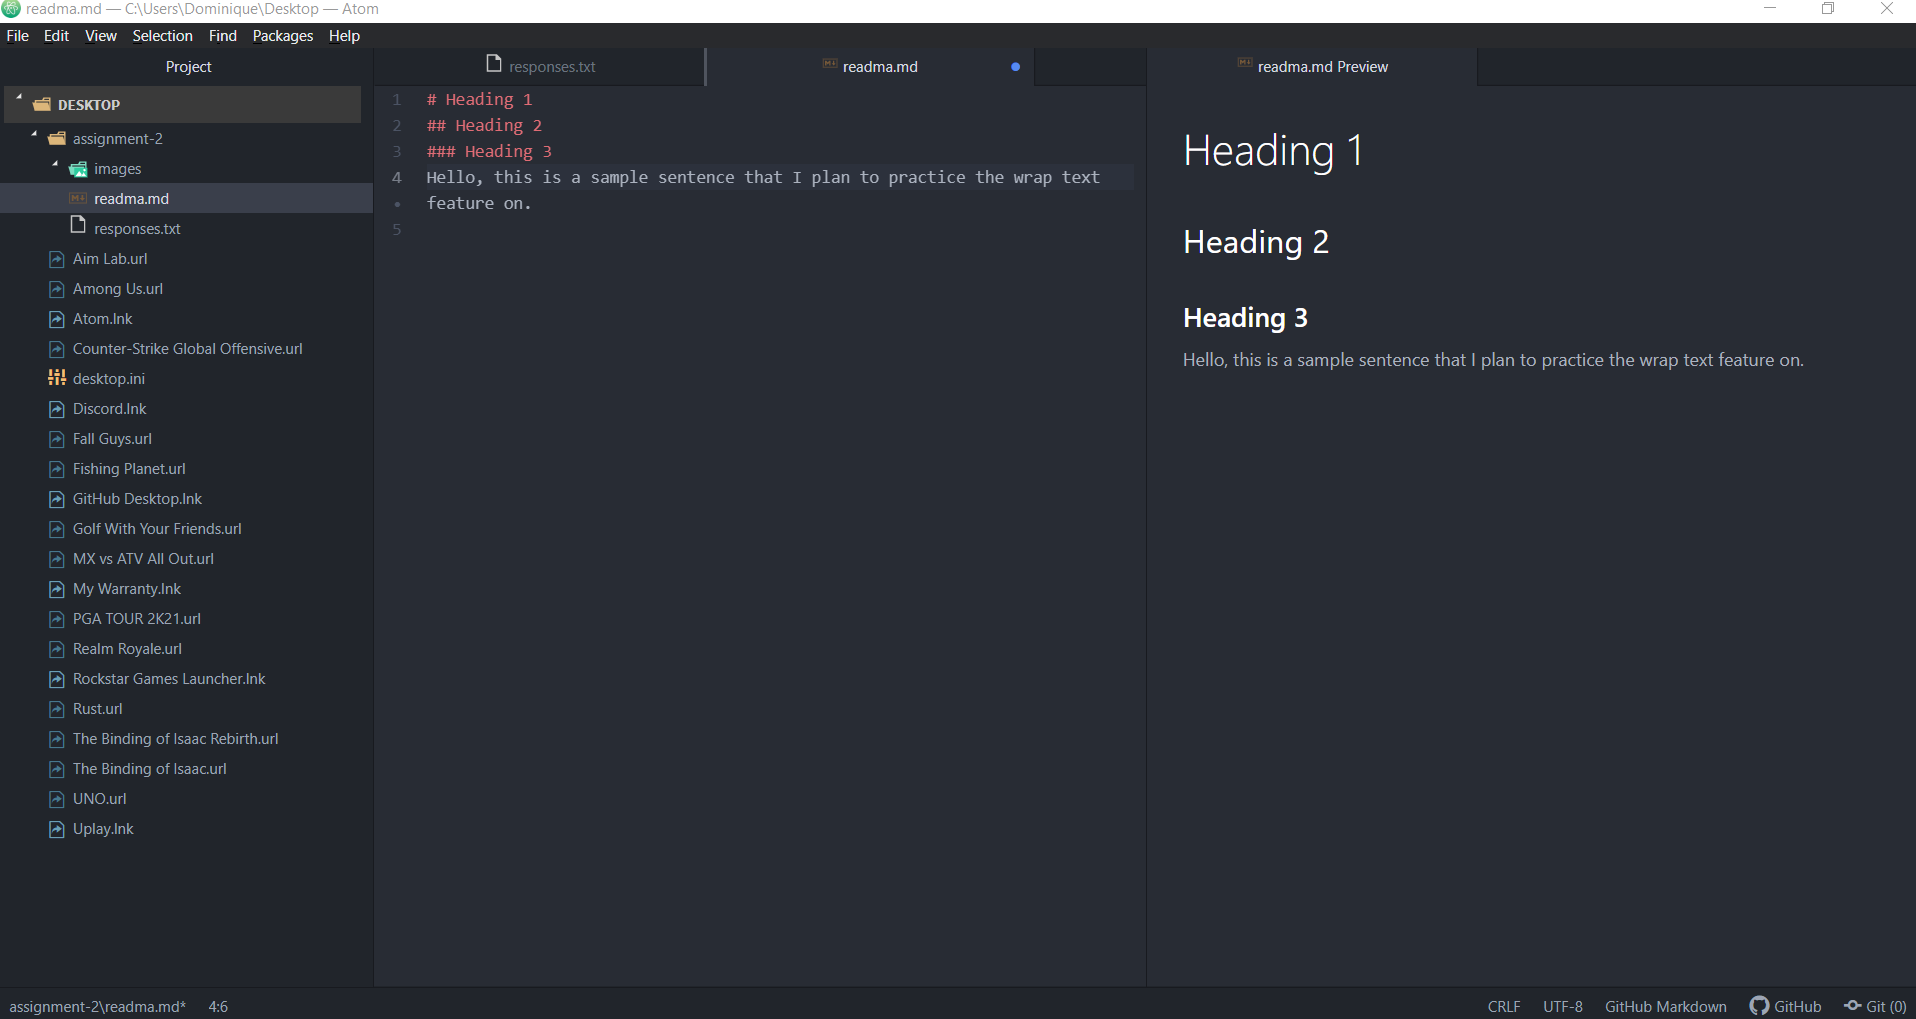 readma.md — C:\Users\Dominique\Desktop — Atom
File Edit View Selection Find Packages Help
Project
DESKTOP
assignment-2
images
readma.md
responses.txt
Aim Lab.url
Among Us.url
Atom.lnk
Counter-Strike Global Offensive.url
desktop.ini
Discord.lnk
Fall Guys.url
Fishing Planet.url
GitHub Desktop.lnk
Golf With Your Friends.url
MX vs ATV All Out.url
My Warranty.lnk
PGA TOUR 2K21.url
Realm Royale.url
Rockstar Games Launcher.lnk
Rust.url
The Binding of Isaac Rebirth.url
The Binding of Isaac.url
UNO.url
Uplay.lnk
responses.txt
readma.md
1 # Heading 1
2 ## Heading 2
3 ### Heading 3
4 Hello, this is a sample sentence that I plan to practice the wrap text
• feature on.
5
readma.md Preview
Heading 1
Heading 2
Heading 3
Hello, this is a sample sentence that I plan to practice the wrap text feature on.
assignment-2\readma.md* 4:6
CRLF UTF-8 GitHub Markdown GitHub Git (0)